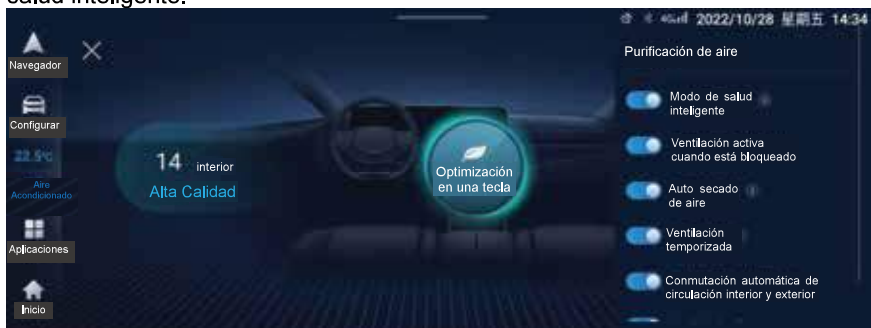 salud inteligente.
2022/10/28 星期五 14:34
Navegador
Purificación de aire
Modo de salud
inteligente
Configurar
Ventilación activa
cuando está bloqueado
22.5°C
14 interior
Alta Calidad
Optimización
en una tecla
Aire
Acondicionado
Auto secado
de aire
Ventilación
temporizada
Aplicaciones
Conmutación automática de
circulación interior y exterior
Inicio